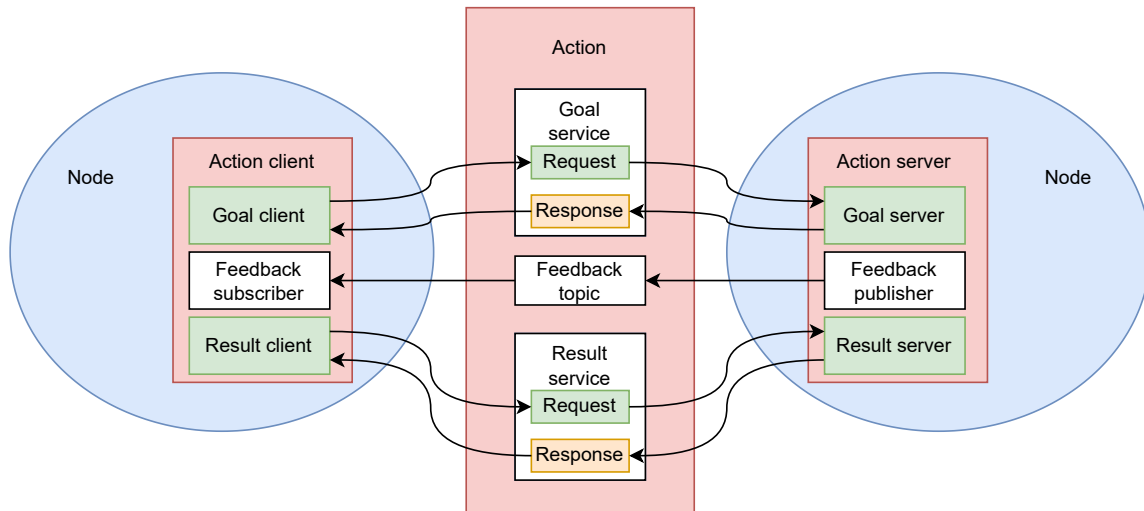 Action
Node
Action client
Goal client
Feedback
subscriber
Result client
Goal
service
Request
Response
Feedback
topic
Result
service
Request
Response
Action server
Goal server
Feedback
publisher
Result server
Node